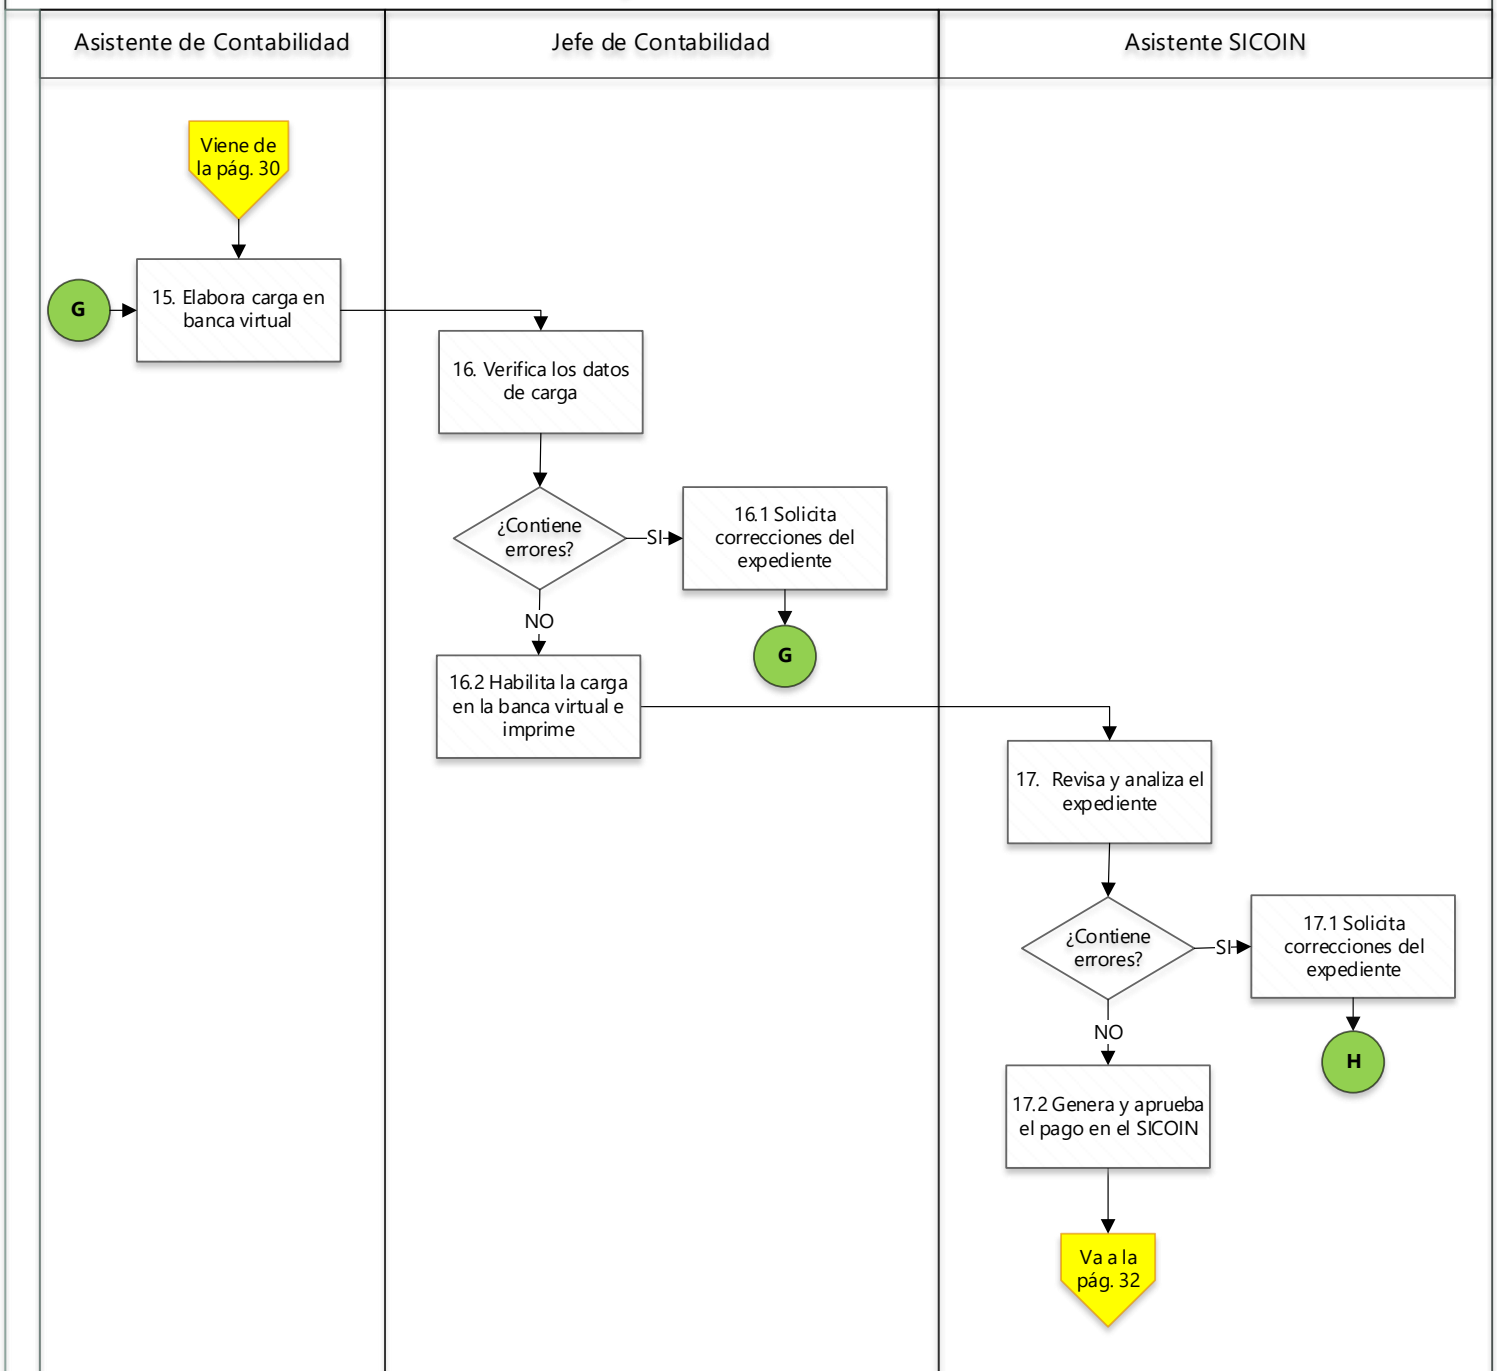 Asistente de Contabilidad
Jefe de Contabilidad
Asistente SICOIN
Viene de
la pág. 30
G
15. Elabora carga en
banca virtual
16. Verifica los datos
de carga
¿Contiene
errores?
SI
16.1 Solicita
correcciones del
expediente
G
NO
16.2 Habilita la carga
en la banca virtual e
imprime
17. Revisa y analiza el
expediente
¿Contiene
errores?
SI
17.1 Solicita
correcciones del
expediente
H
NO
17.2 Genera y aprueba
el pago en el SICOIN
Va a la
pág. 32